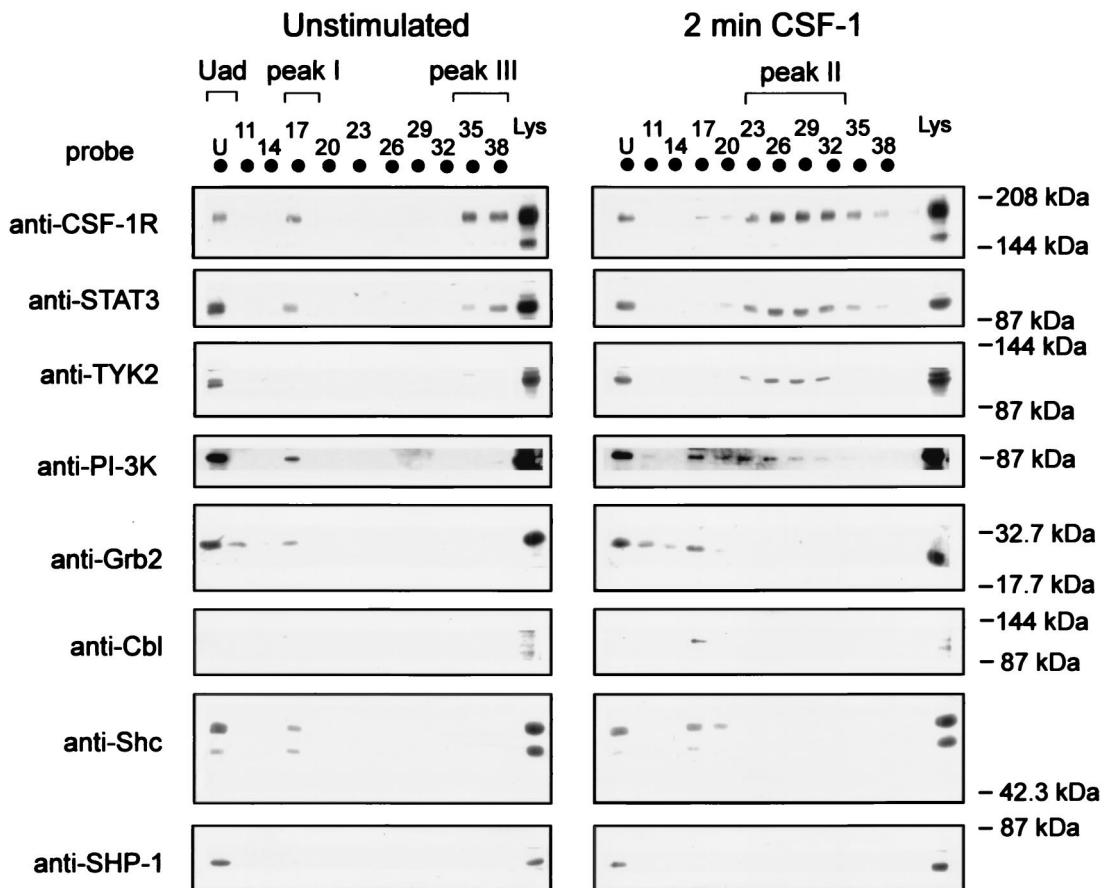 Unstimulated 2 min CSF-1
Uad peak I peak III peak II
11 17 23 29 35 Lys 11 17 23 29 35 Lys
probe U 14 20 26 32 38 U 14 20 26 32 38
anti-CSF-1R –208 kDa
–144 kDa
anti-STAT3 –87 kDa
anti-TYK2 –144 kDa
–87 kDa
anti-PI-3K –87 kDa
anti-Grb2 –32.7 kDa
–17.7 kDa
anti-Cbl –144 kDa
– 87 kDa
anti-Shc – 42.3 kDa
anti-SHP-1 – 87 kDa